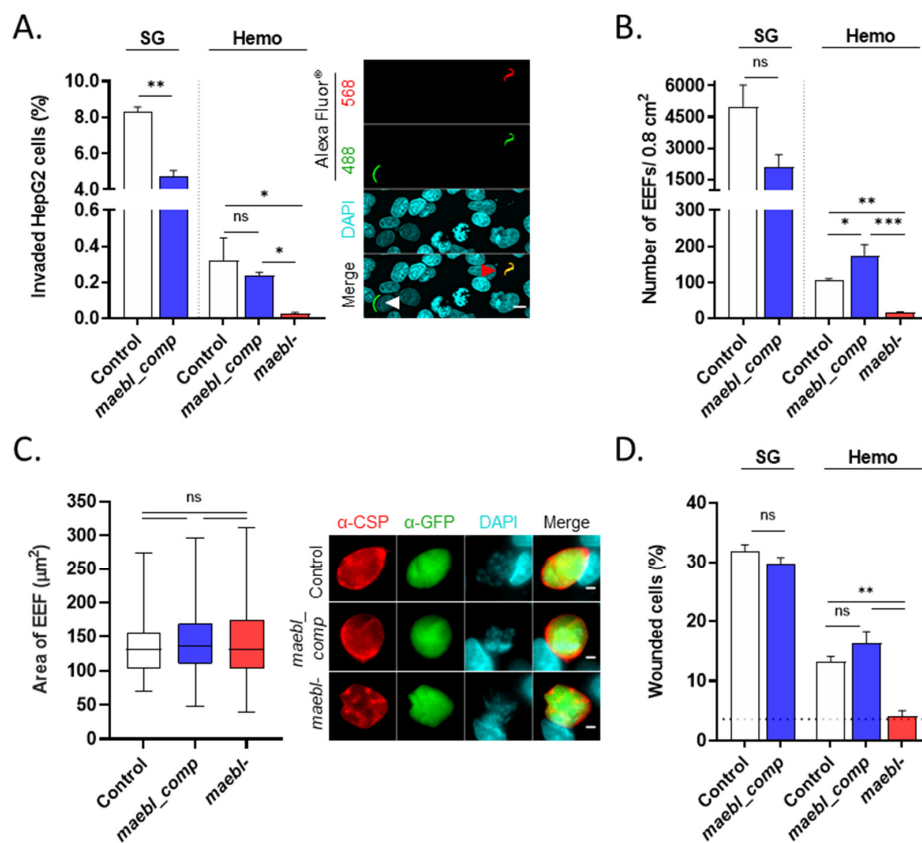 A.
SG
Hemo
Invaded HepG2 cells (%)
8.0
6.0
4.0
0.6
0.4
0.2
0.0
**
*
ns
*
Control
maebl_comp
Control
maebl_comp
maebl-
Alexa Fluor®
568
488
DAPI
Merge
B.
SG
Hemo
Number of EEFs/ 0.8 cm²
6000
4500
3000
1500
300
200
100
0
ns
**
*
***
Control
maebl_comp
Control
maebl_comp
maebl-
C.
Area of EEF (µm²)
350
300
250
200
150
100
50
0
ns
Control
maebl_comp
maebl-
α-CSP
α-GFP
DAPI
Merge
Control
maebl_
comp
maebl-
D.
SG
Hemo
Wounded cells (%)
40
30
20
10
0
ns
**
ns
Control
maebl_comp
Control
maebl_comp
maebl-